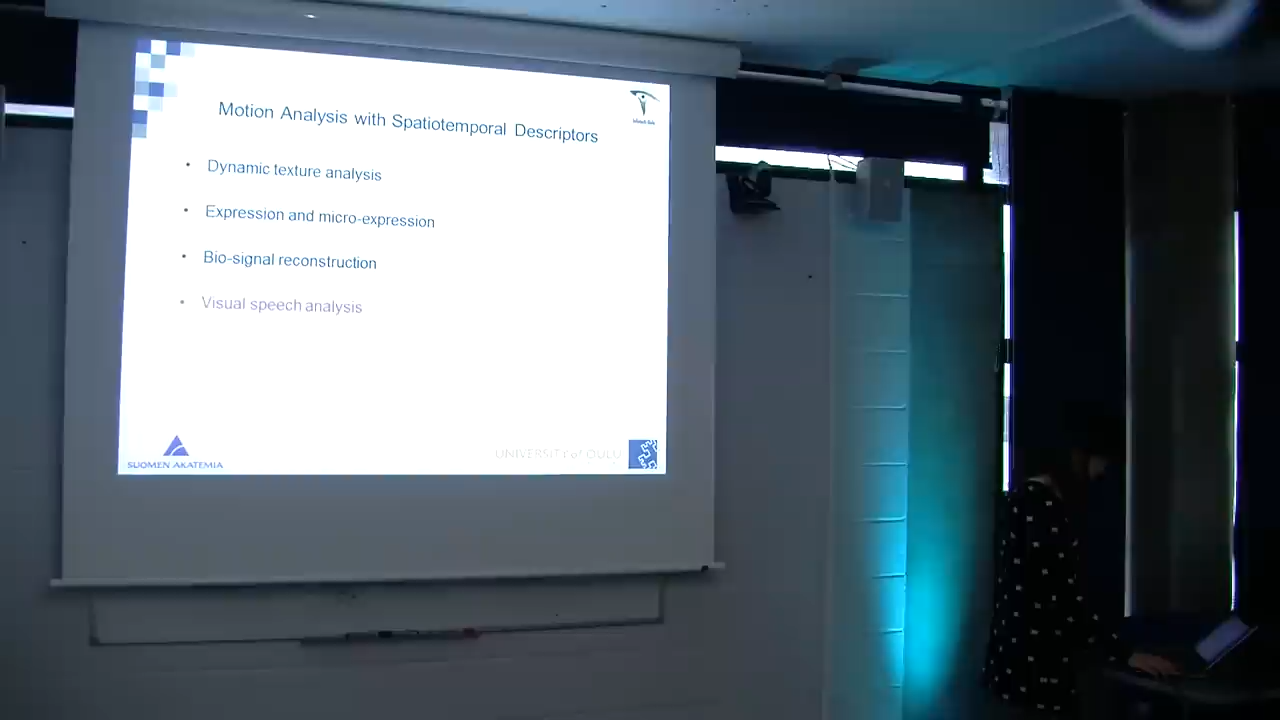 Motion Analysis with Spatiotemporal Descriptors
• Dynamic texture analysis
• Expression and micro-expression
• Bio-signal reconstruction
• Visual speech analysis
SUOMEN AKATEMIA
UNIVERSITY of OULU